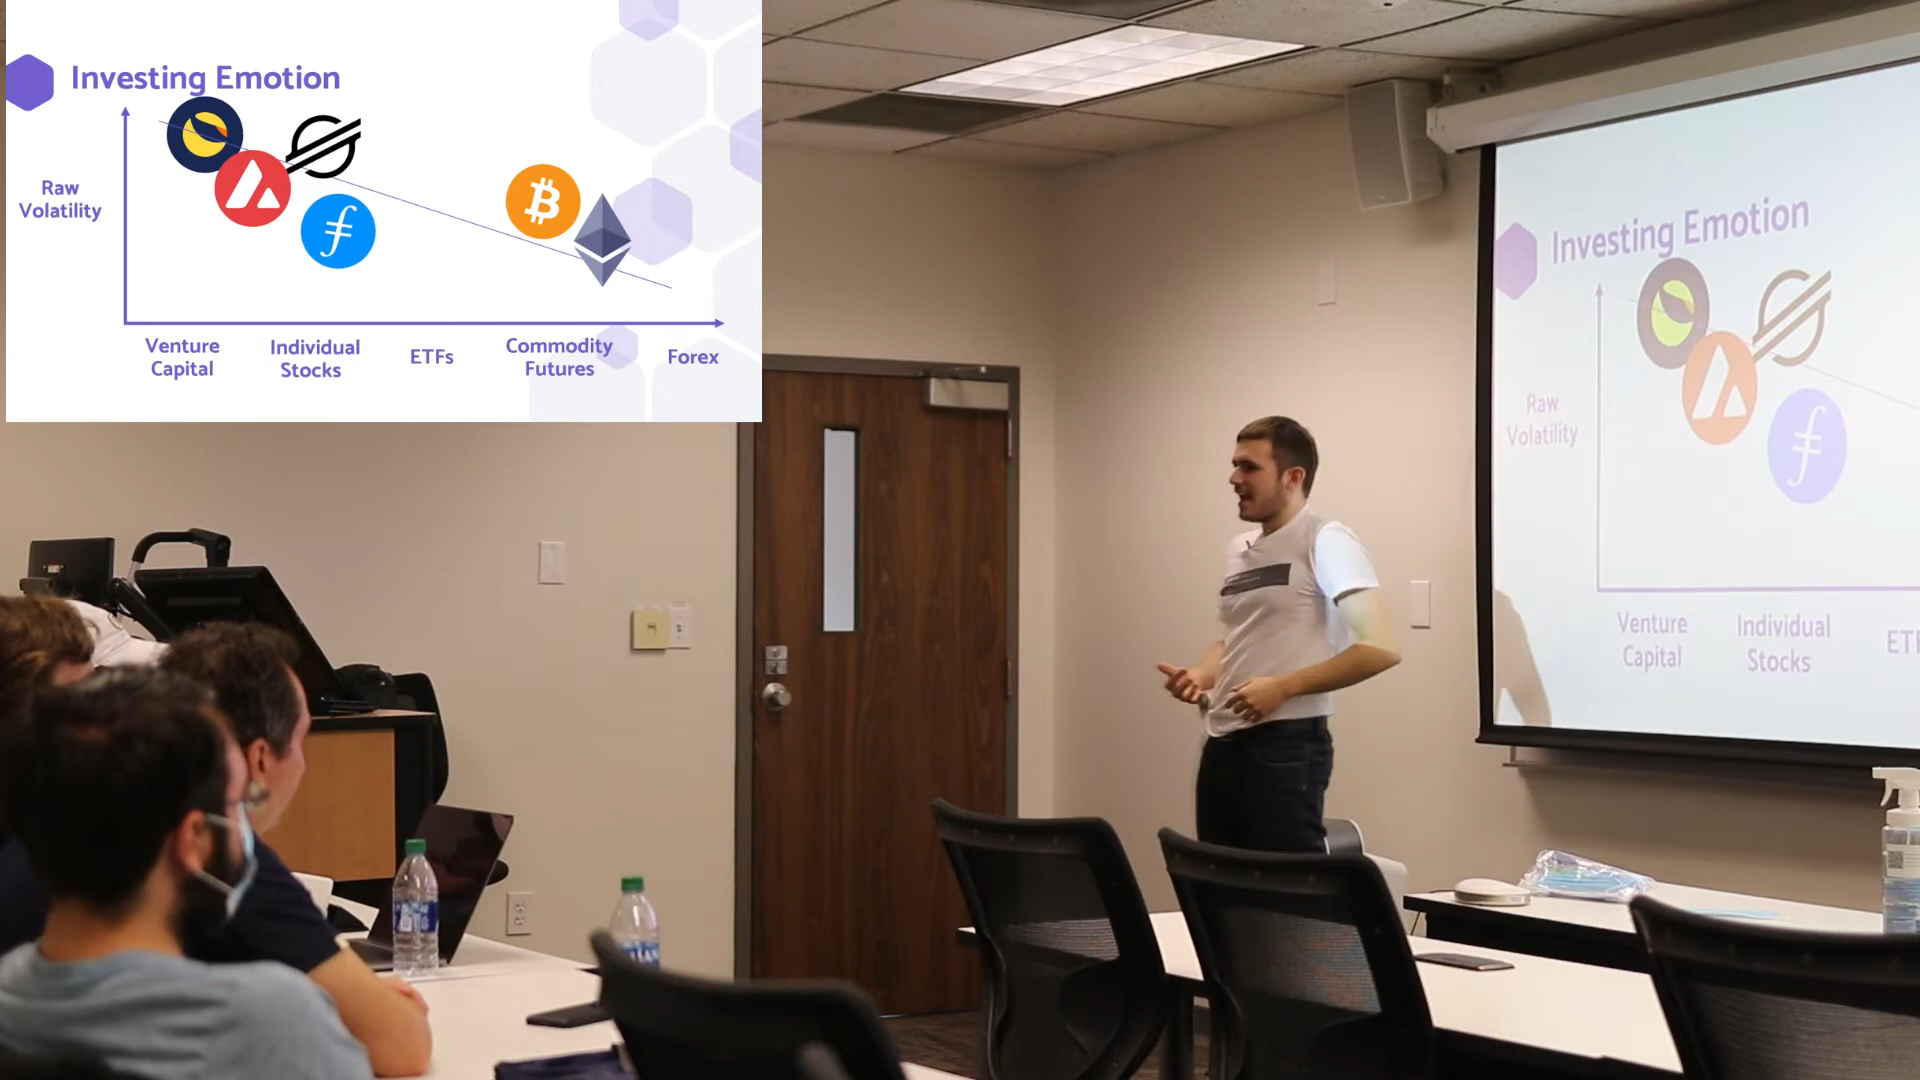 Investing Emotion
Raw
Volatility
Venture
Capital
Individual
Stocks
ETFs
Commodity
Futures
Forex
Investing Emotion
Raw
Volatility
Venture
Capital
Individual
Stocks